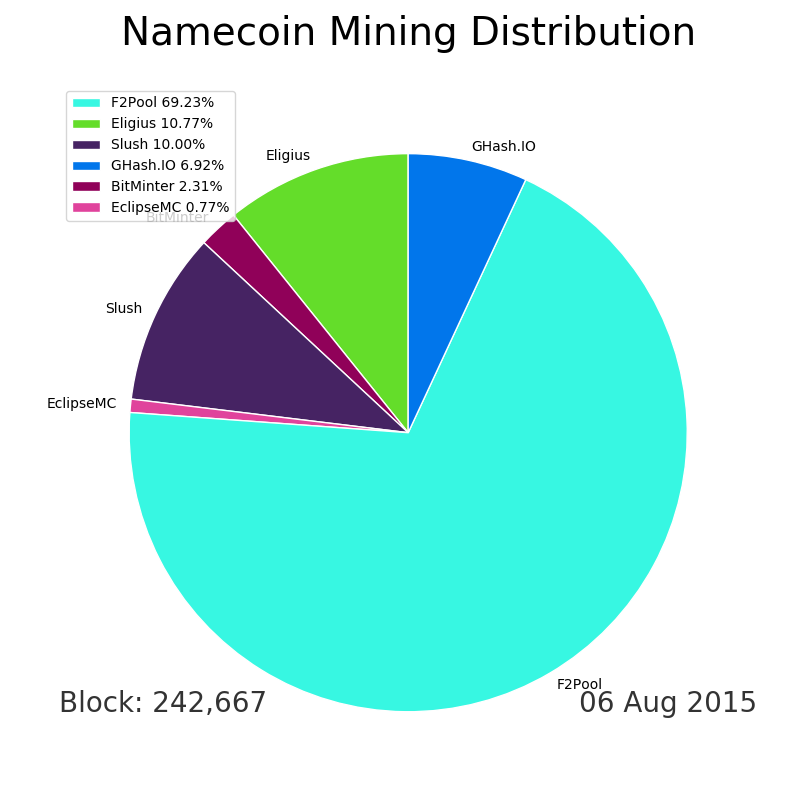 Namecoin Mining Distribution
F2Pool 69.23%
Eligius 10.77%
Slush 10.00%
GHash.IO 6.92%
BitMinter 2.31%
EclipseMC 0.77%
GHash.IO
Eligius
BitMinter
Slush
EclipseMC
F2Pool
Block: 242,667
06 Aug 2015